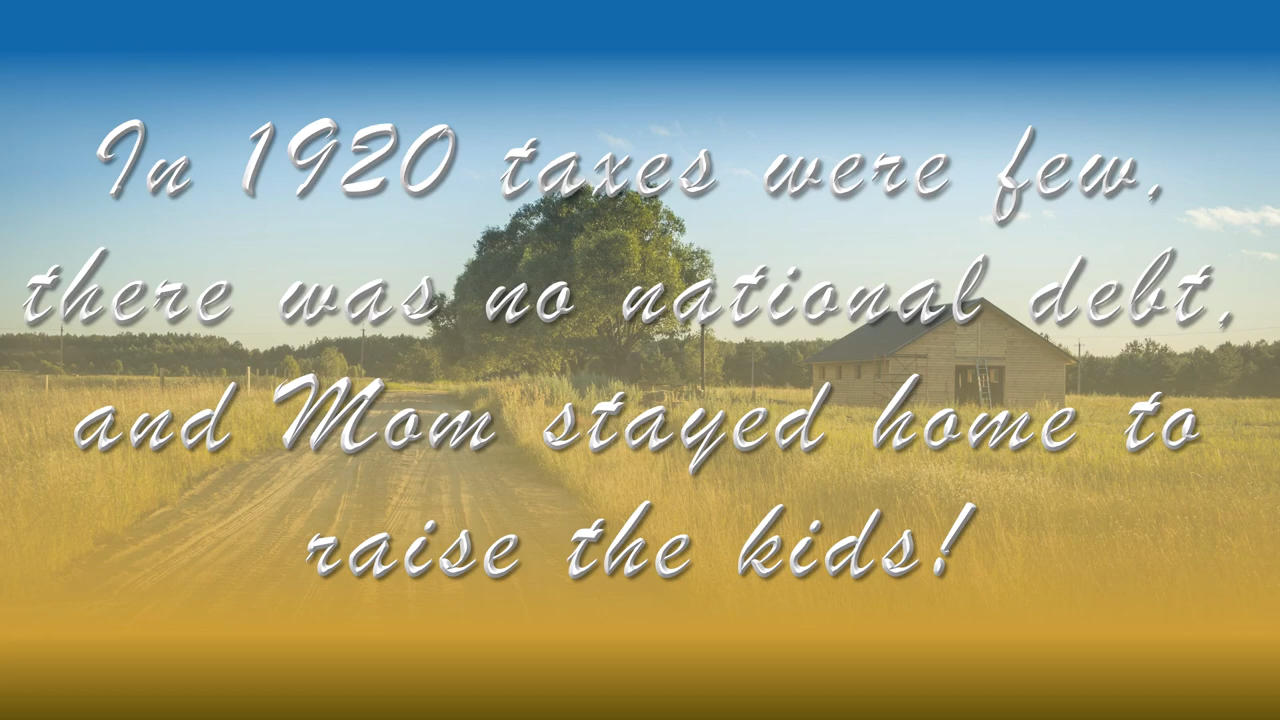 In 1920 taxes were few,
there was no national debt,
and Mom stayed home to
raise the kids!